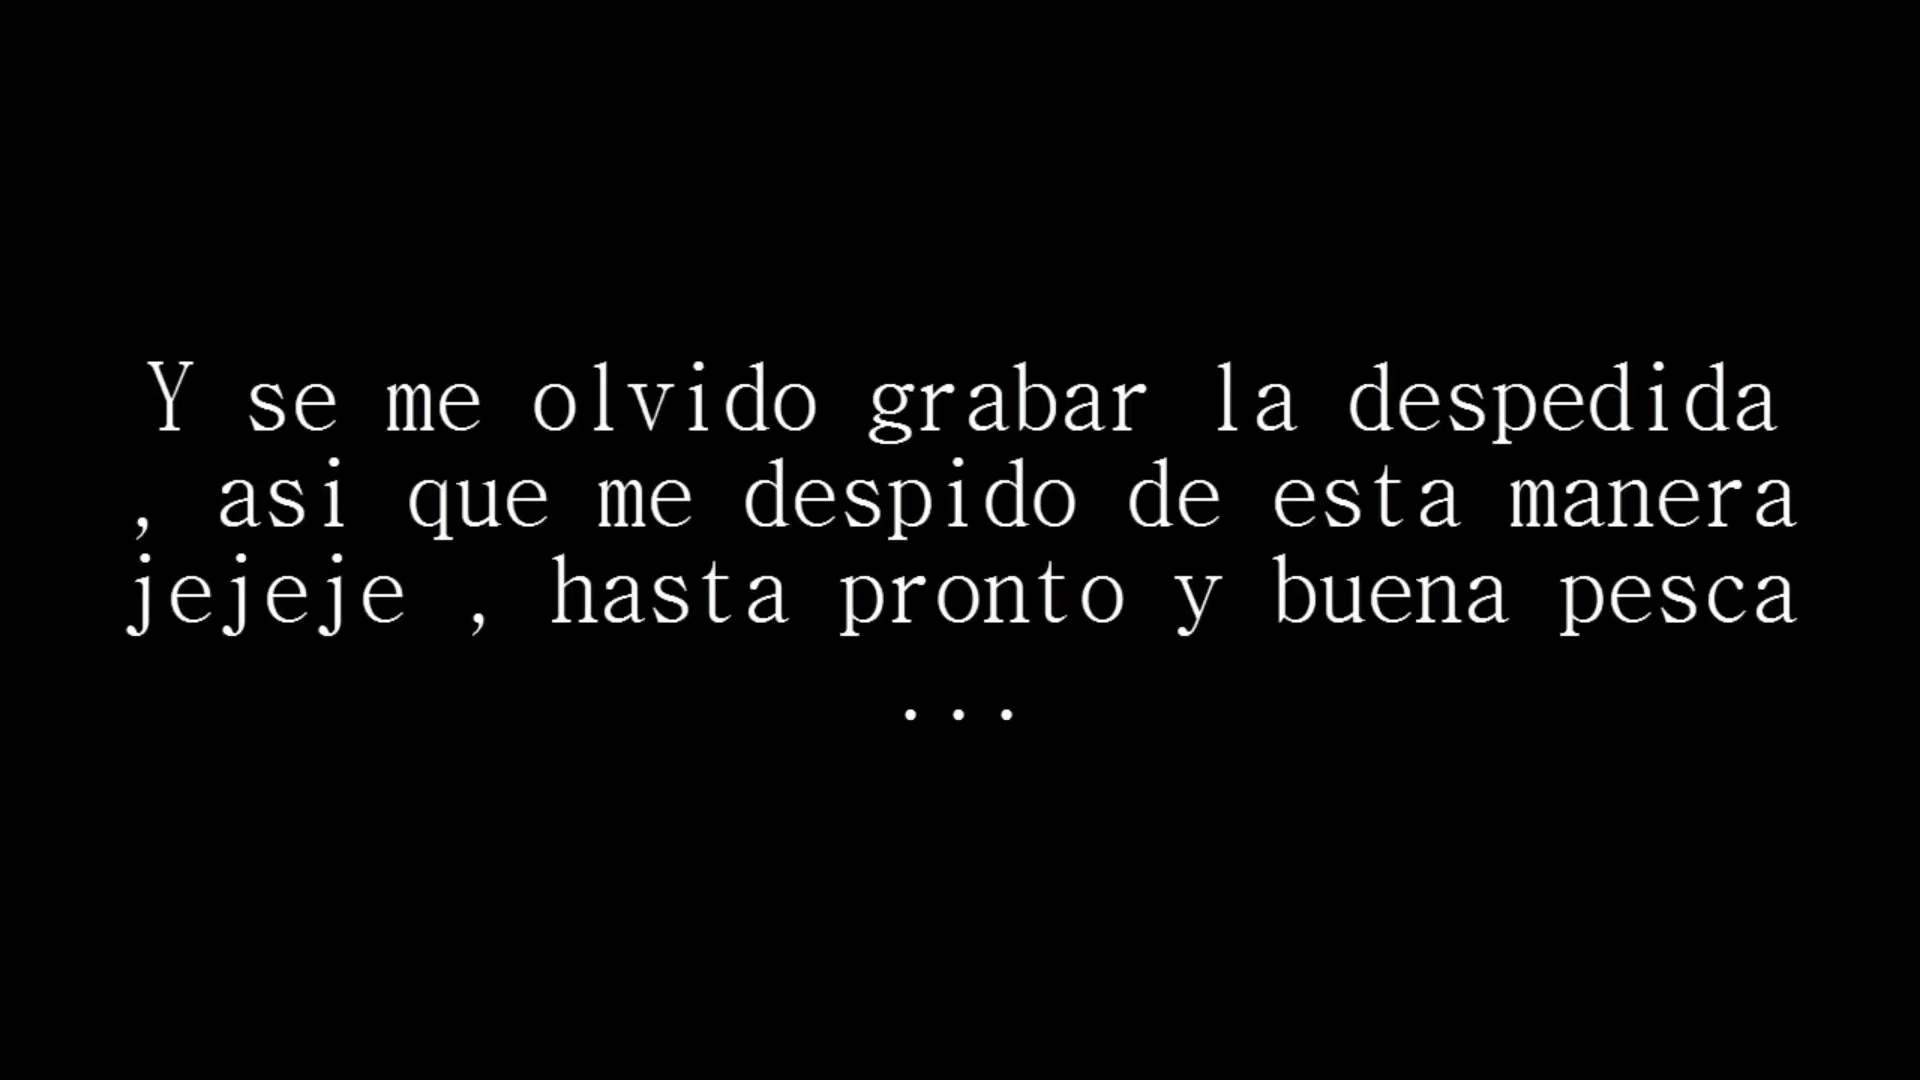 Y se me olvido grabar la despedida
, asi que me despido de esta manera
jejeje , hasta pronto y buena pesca
...